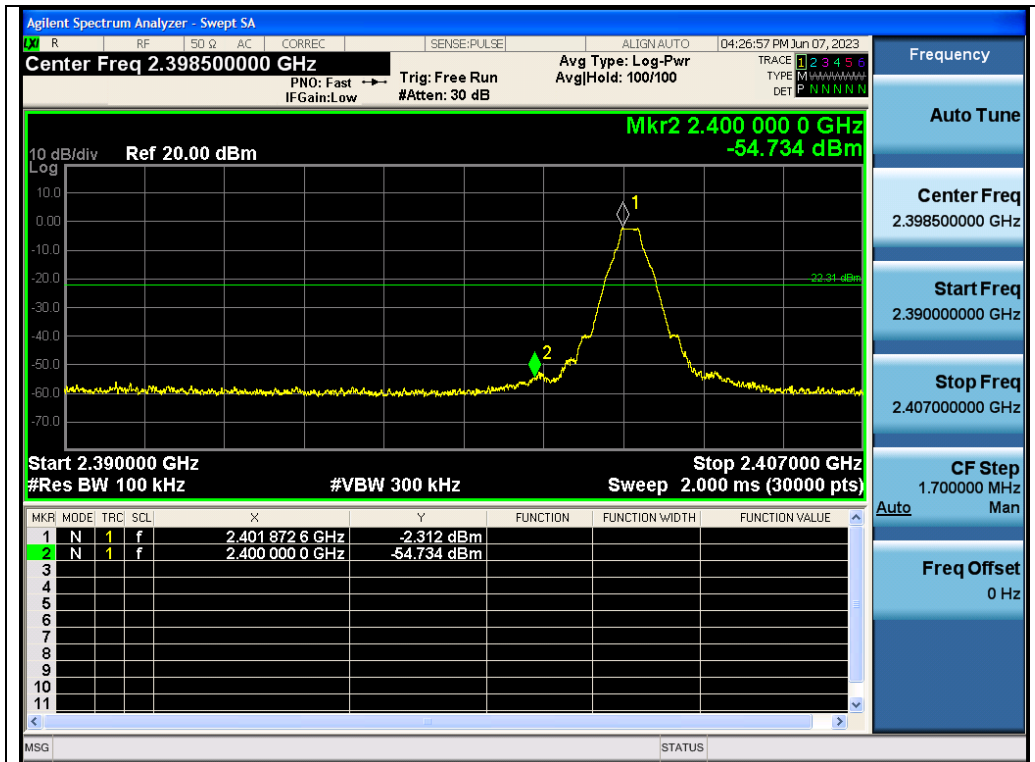 Agilent Spectrum Analyzer - Swept SA
LXI R RF 50 Ω AC CORREC SENSE:PULSE ALIGN AUTO 04:26:57 PM Jun 07, 2023
Center Freq 2.398500000 GHz
PNO: Fast
IFGain:Low
Trig: Free Run
#Atten: 30 dB
Avg Type: Log-Pwr
Avg|Hold: 100/100
TRACE 1 2 3 4 5 6
TYPE M
DET P N N N N N
Mkr2 2.400 000 0 GHz
-54.734 dBm
10 dB/div Ref 20.00 dBm
Log
10.0
0.00
-10.0
-20.0
-30.0
-40.0
-50.0
-60.0
-70.0
1
2
-22.31 dBm
Start 2.390000 GHz Stop 2.407000 GHz
#Res BW 100 kHz #VBW 300 kHz Sweep 2.000 ms (30000 pts)
MKR MODE TRC SCL X Y FUNCTION FUNCTION WIDTH FUNCTION VALUE
1 N 1 f 2.401 872 6 GHz -2.312 dBm
2 N 1 f 2.400 000 0 GHz -54.734 dBm
3
4
5
6
7
8
9
10
11
MSG STATUS
Frequency
Auto Tune
Center Freq
2.398500000 GHz
Start Freq
2.390000000 GHz
Stop Freq
2.407000000 GHz
CF Step
1.700000 MHz
Auto Man
Freq Offset
0 Hz